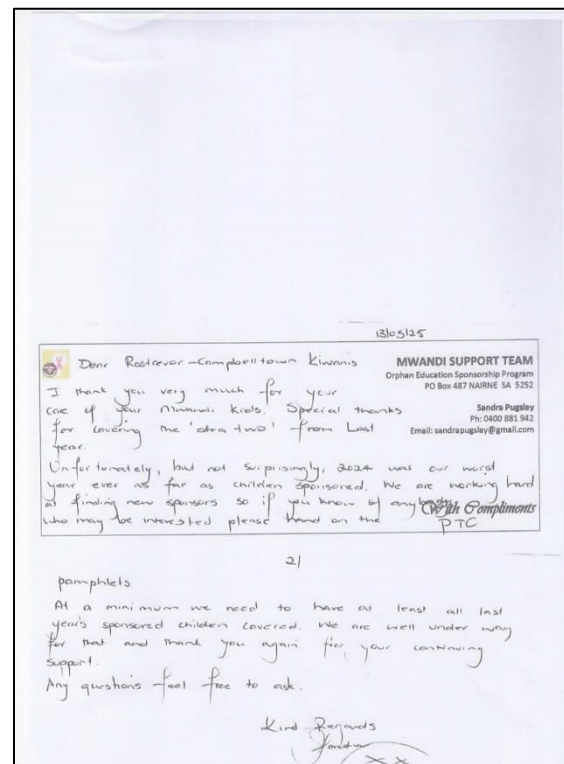 13/03/25
Dear Rostrevor-Campbelltown Kiwanis
MWANDI SUPPORT TEAM
Orphan Education Sponsorship Program
PO Box 487 NAIRNE SA 5252
Sandra Pugsley
Ph: 0400 881 942
Email: sandrapugsley@gmail.com
I thank you very much for your
care of your Mwandi Kids. Special thanks
for covering the 'extra two' from Last
year.
Unfortunately, but not surprisingly, 2024 was our worst
year ever as far as children sponsored. We are working hard
at finding new sponsors so if you know of anybody
who may be interested please hand on the
With Compliments
PTO
2/
pamphlets
At a minimum we need to have at least all last
year's sponsored children covered. We are well under way
for that and thank you again for your continuing
support.
Any questions feel free to ask.
Kind Regards
Sandra
XX